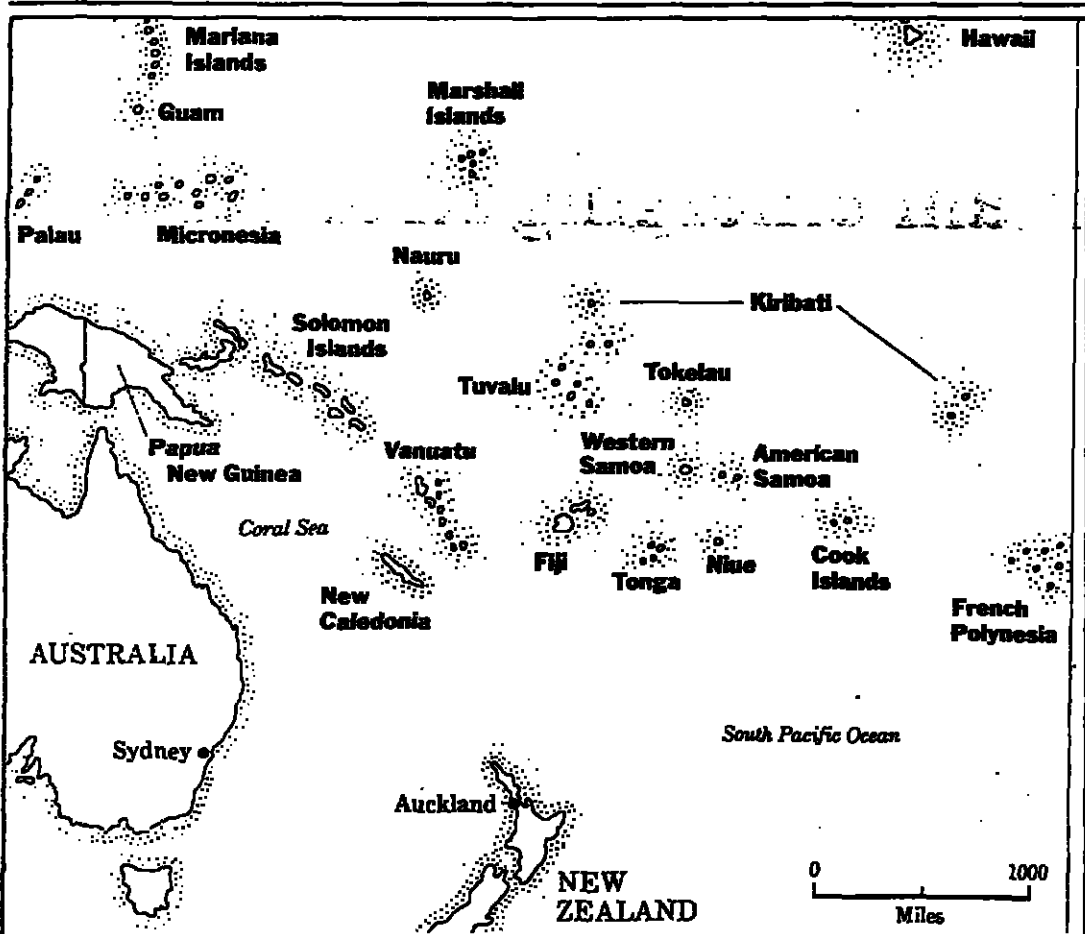 Mariana
Islands
Hawaii
Guam
Marshall
Islands
Palau
Micronesia
Nauru
Kiribati
Solomon
Islands
Tuvalu
Tokelau
Papua
New Guinea
Vanuatu
Western
Samoa
American
Samoa
Coral Sea
Fiji
Tonga
Niue
Cook
Islands
New
Caledonia
French
Polynesia
AUSTRALIA
South Pacific Ocean
Sydney
Auckland
NEW
ZEALAND
0 1000
Miles